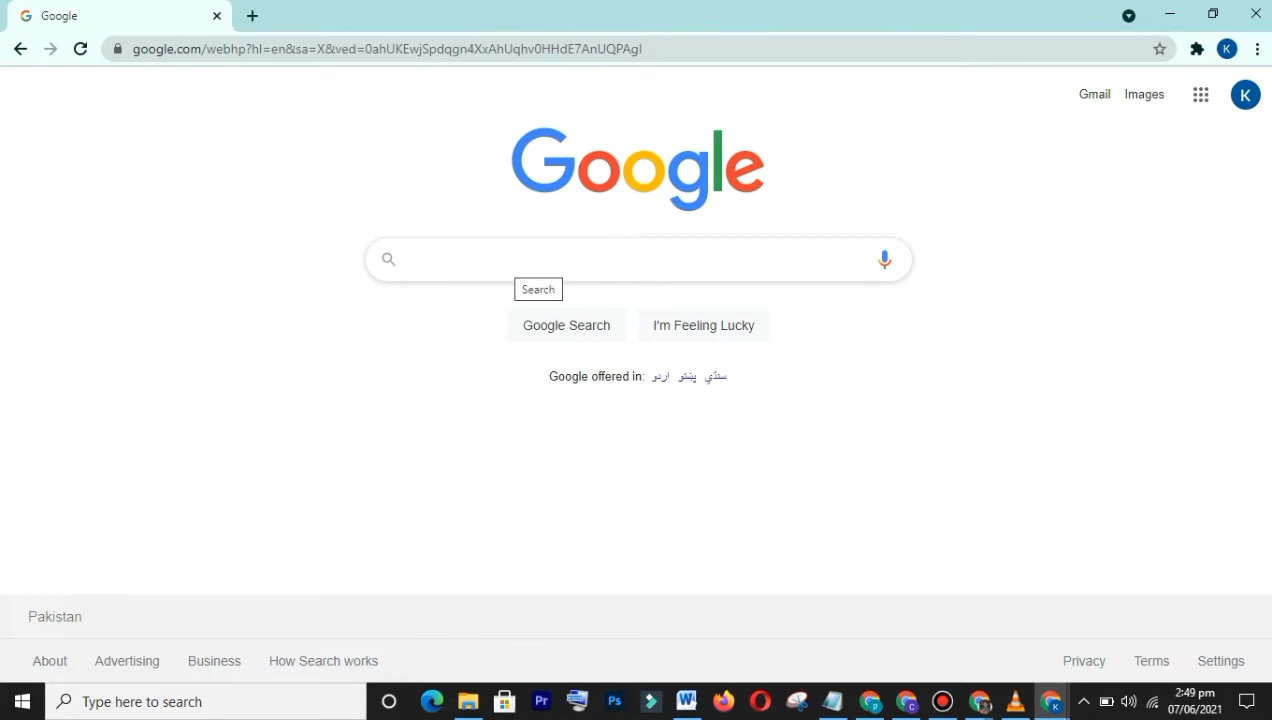 Google
google.com/webhp?hl=en&sa=X&ved=0ahUKEwjSpdqgn4XxAhUqhv0HHdE7AnUQPAgI
K
Gmail Images
K
Google
Search
Google Search I'm Feeling Lucky
Google offered in: اردو پښتو سنڌي
Pakistan
About Advertising Business How Search works Privacy Terms Settings
Type here to search
Pr Ps W P C K
2:49 pm
07/06/2021